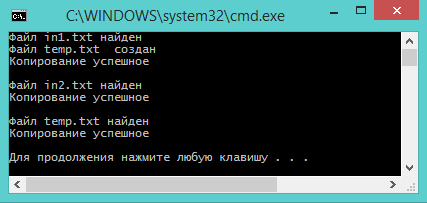 C:\WINDOWS\system32\cmd.exe
Файл in1.txt найден
Файл temp.txt  создан
Копирование успешное
Файл in2.txt найден
Копирование успешное
Файл temp.txt найден
Копирование успешное
Для продолжения нажмите любую клавишу . . .